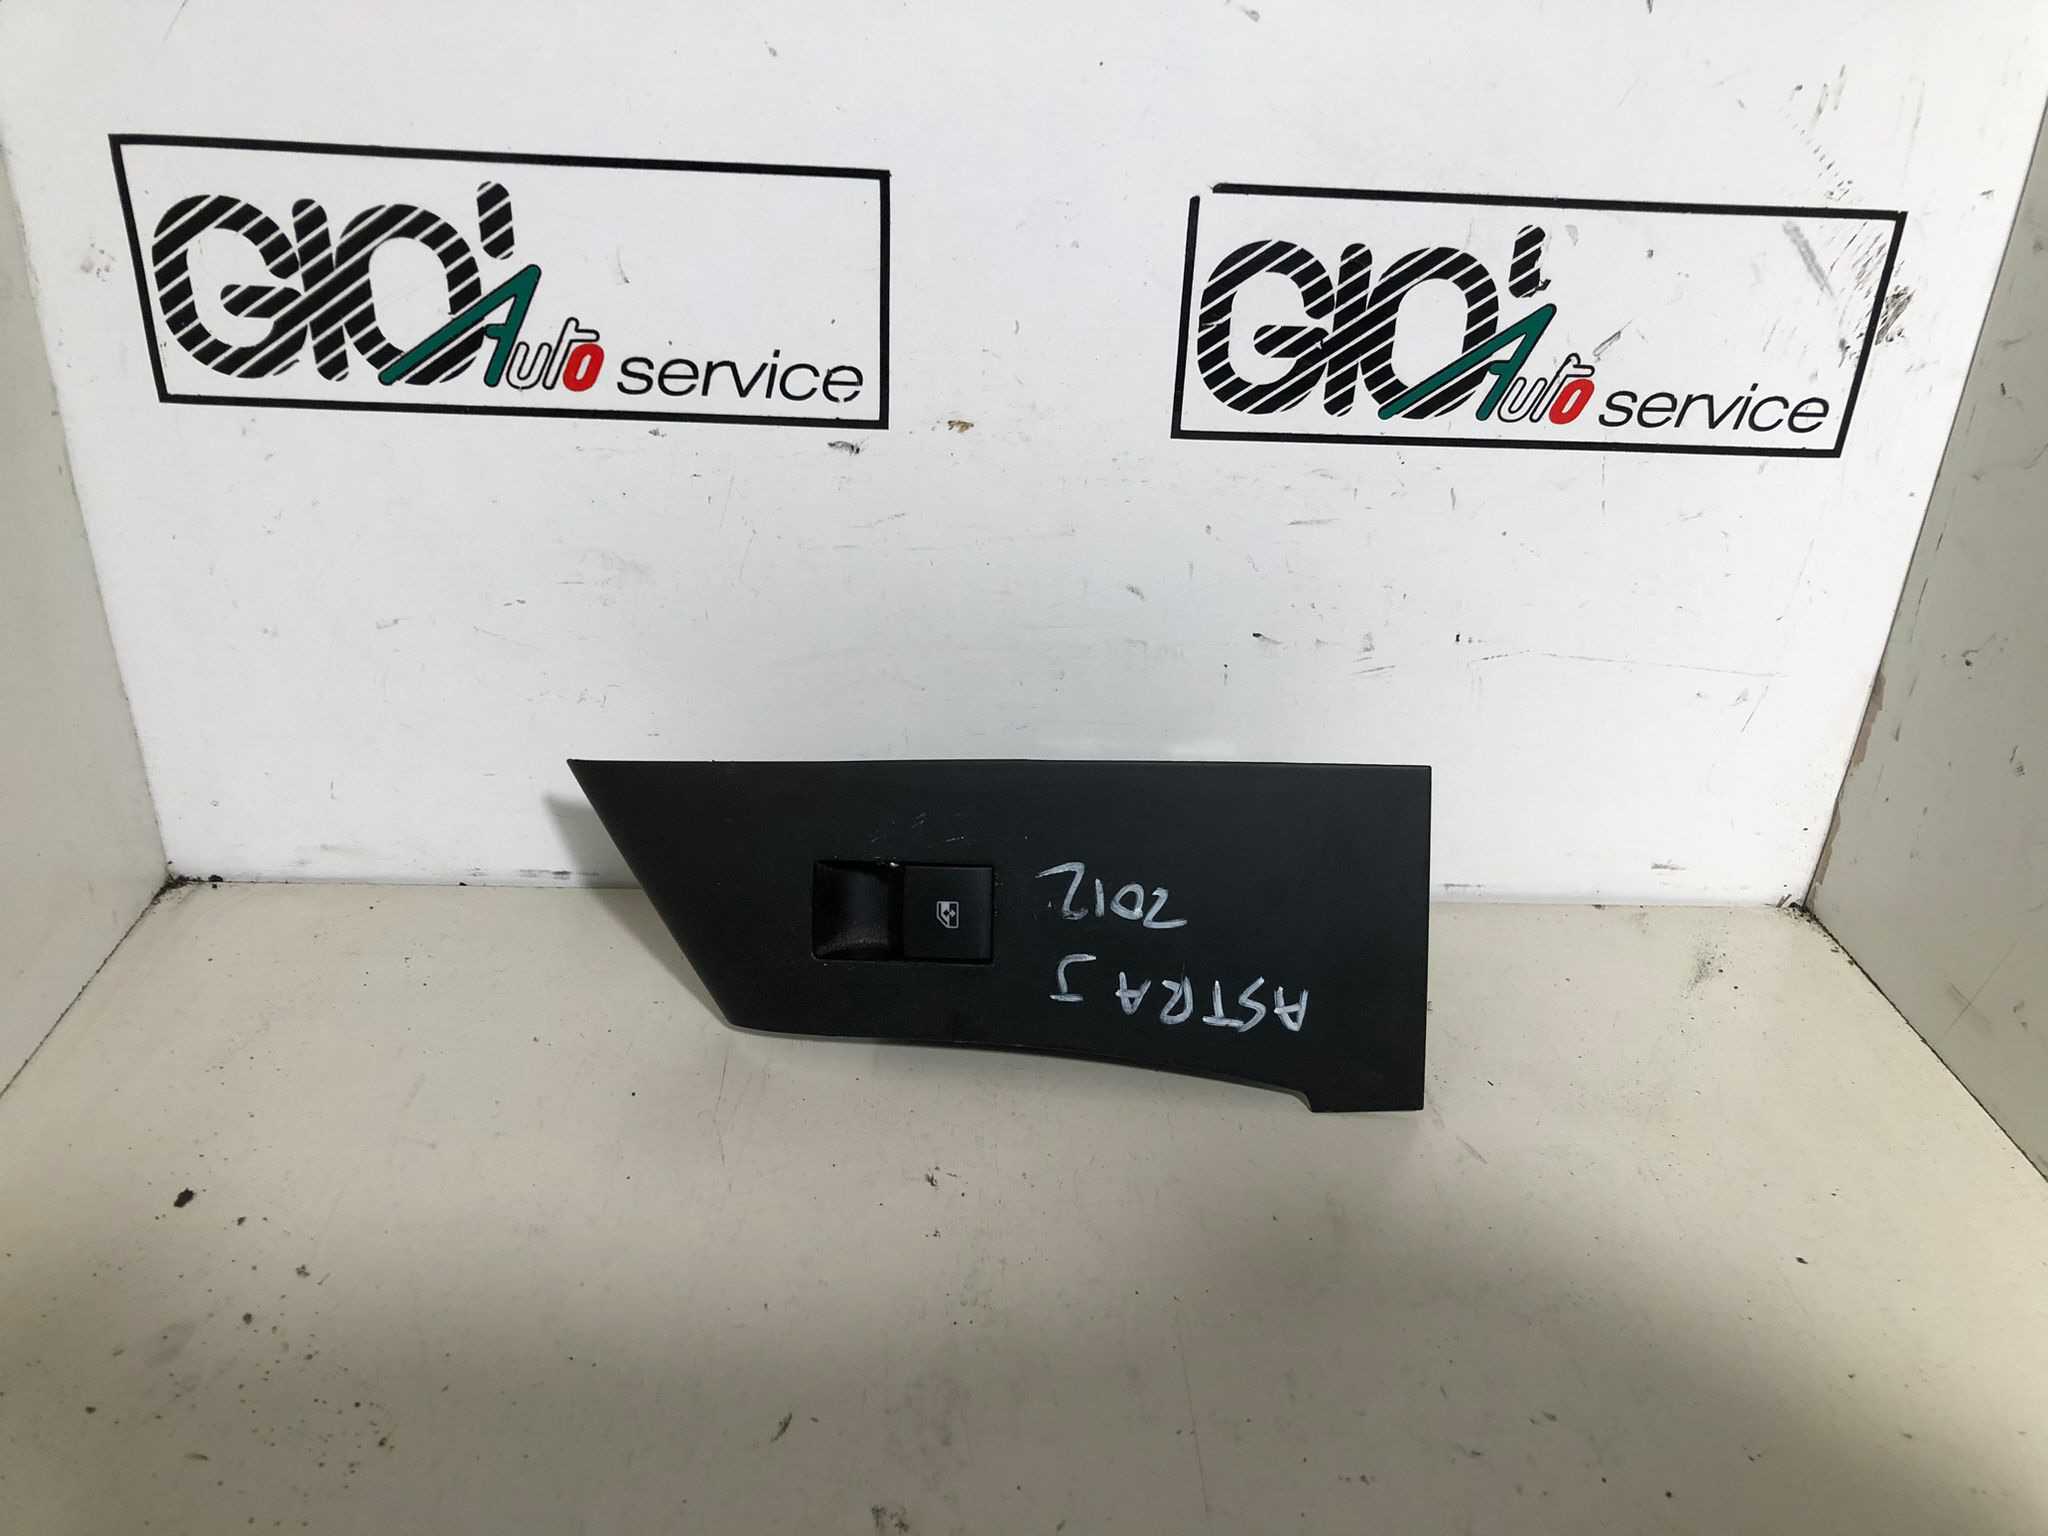 GIO' Auto service
GIO' Auto service
ASTRA J
2012